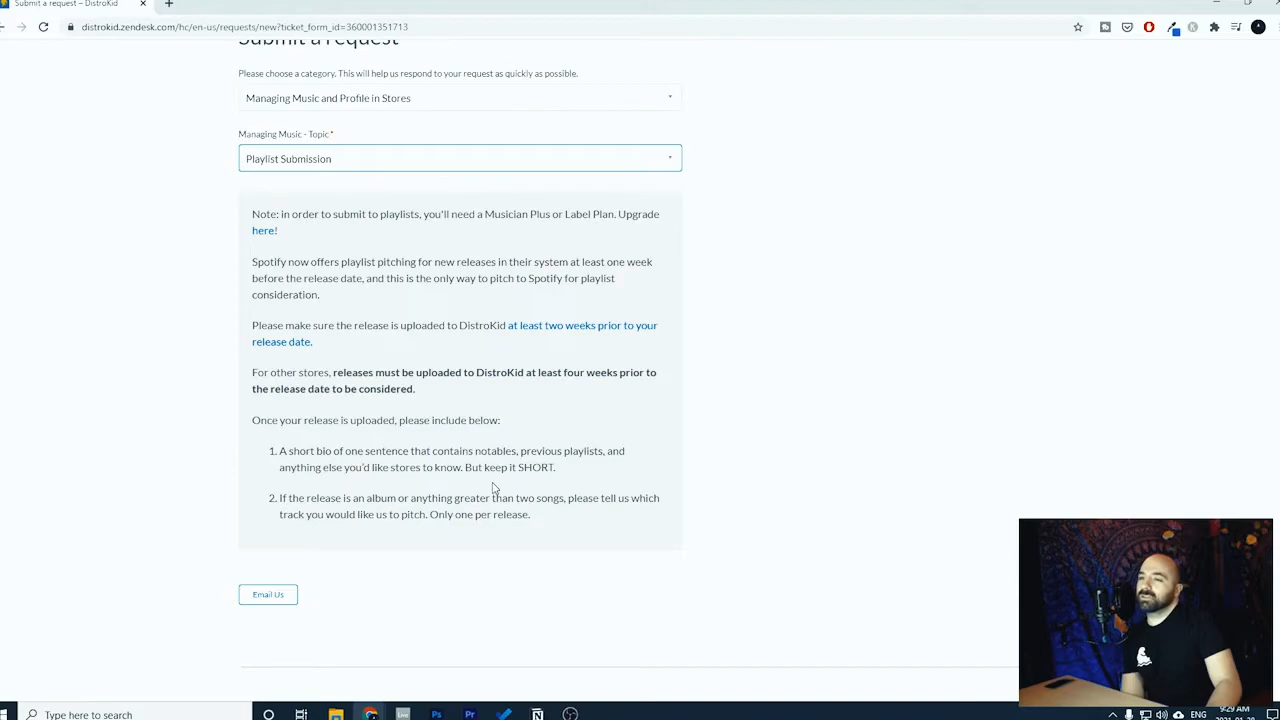 Submit a request – DistroKid
distrokid.zendesk.com/hc/en-us/requests/new?ticket_form_id=360001351713
Submit a request
Please choose a category. This will help us respond to your request as quickly as possible.
Managing Music and Profile in Stores
Managing Music - Topic*
Playlist Submission
Note: in order to submit to playlists, you'll need a Musician Plus or Label Plan. Upgrade
here!
Spotify now offers playlist pitching for new releases in their system at least one week
before the release date, and this is the only way to pitch to Spotify for playlist
consideration.
Please make sure the release is uploaded to DistroKid at least two weeks prior to your
release date.
For other stores, releases must be uploaded to DistroKid at least four weeks prior to
the release date to be considered.
Once your release is uploaded, please include below:
1. A short bio of one sentence that contains notables, previous playlists, and
anything else you'd like stores to know. But keep it SHORT.
2. If the release is an album or anything greater than two songs, please tell us which
track you would like us to pitch. Only one per release.
Email Us
Type here to search
Live
Ps
Pr
N
ENG
9:29 AM